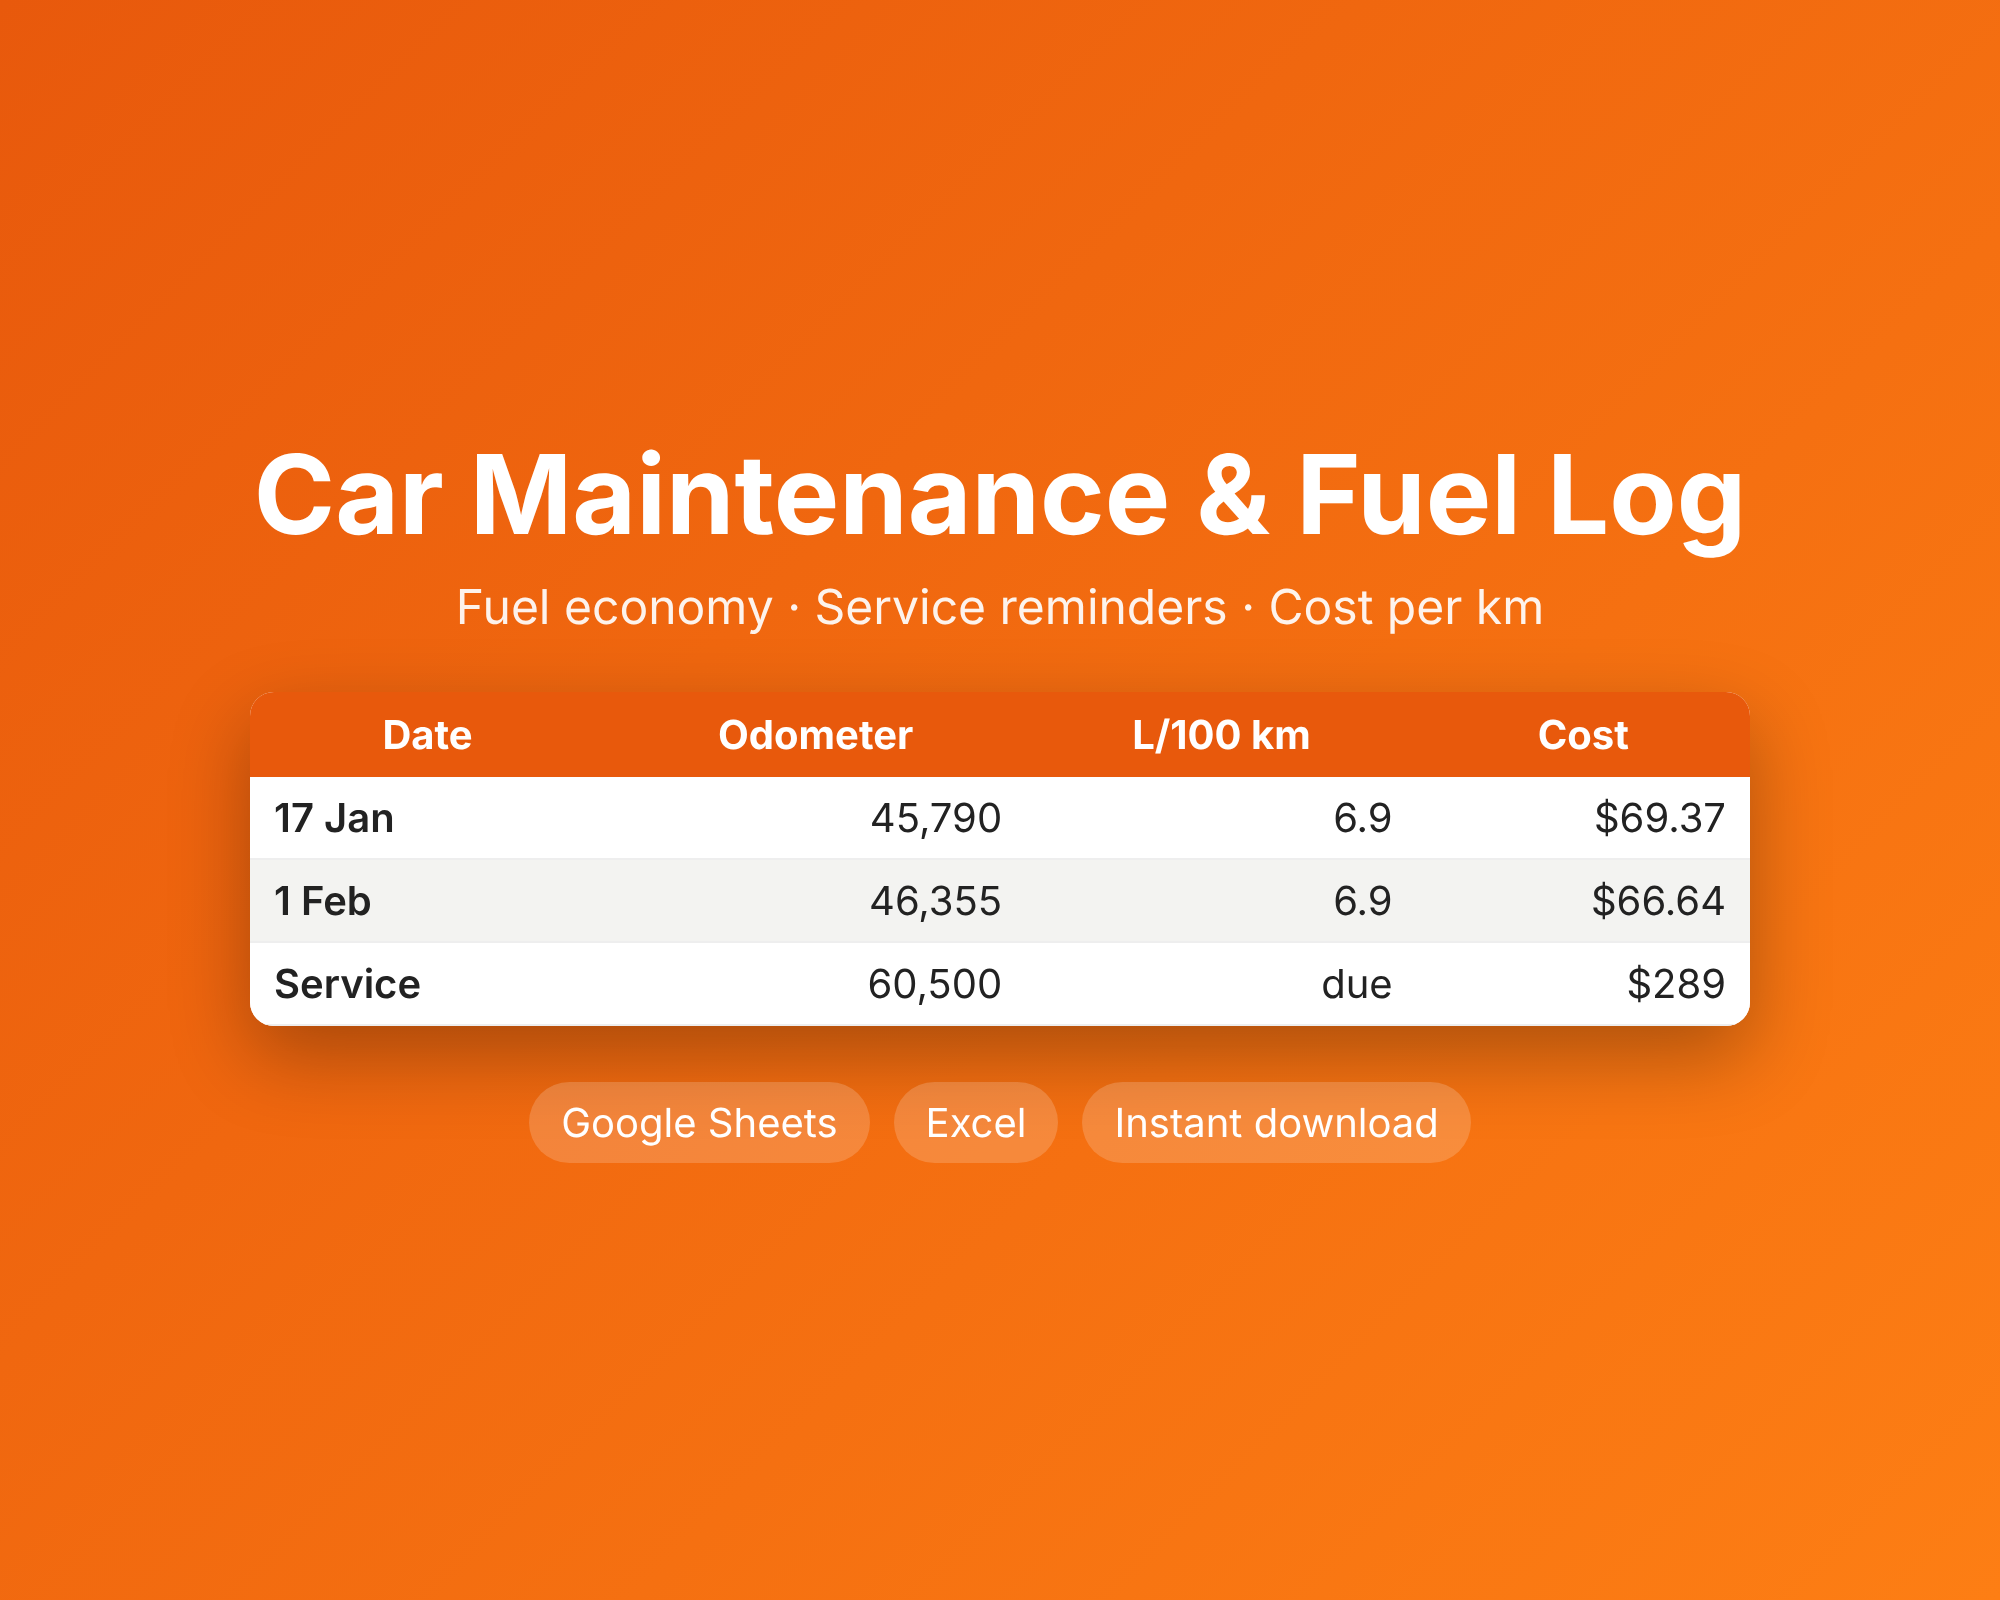 Car Maintenance & Fuel Log
Fuel economy · Service reminders · Cost per km
Date Odometer L/100 km Cost
17 Jan 45,790 6.9 $69.37
1 Feb 46,355 6.9 $66.64
Service 60,500 due $289
Google Sheets Excel Instant download